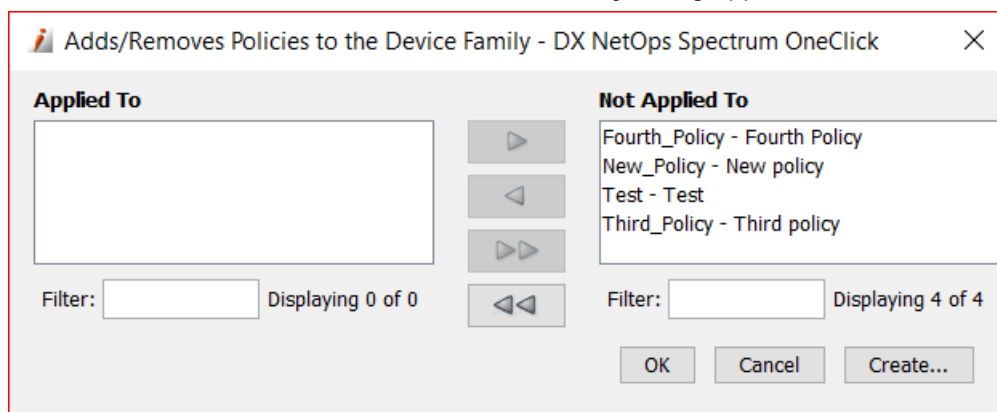 Adds/Removes Policies to the Device Family - DX NetOps Spectrum OneClick
Applied To
Not Applied To
Fourth_Policy - Fourth Policy
New_Policy - New policy
Test - Test
Third_Policy - Third policy
Filter:
Displaying 0 of 0
Filter:
Displaying 4 of 4
OK
Cancel
Create...